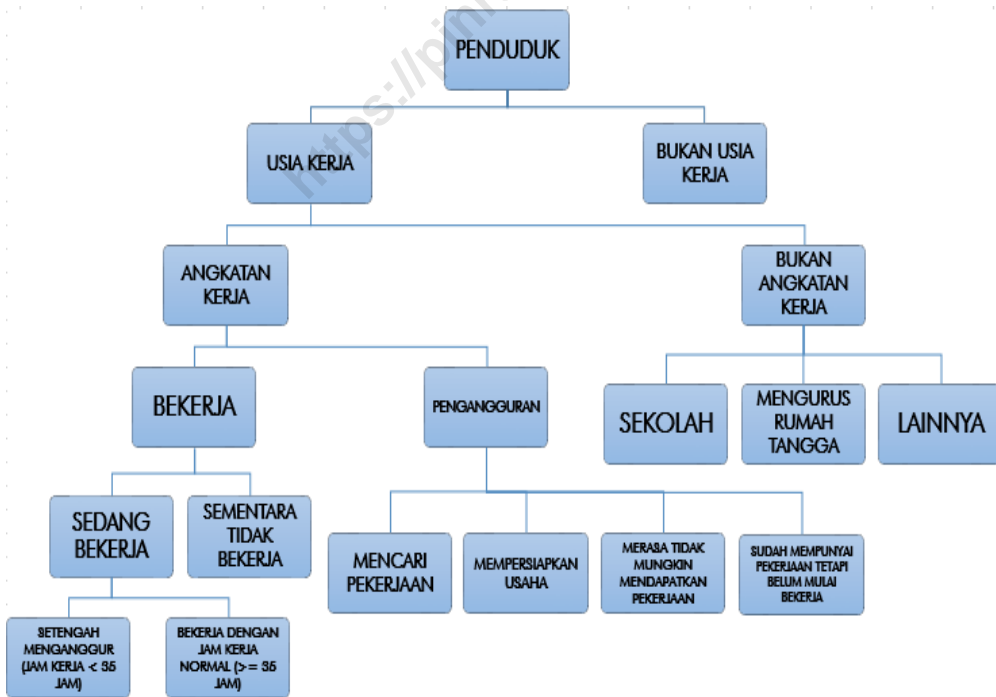 https://pin
PENDUDUK
USIA KERJA
BUKAN USIA
KERJA
ANGKATAN
KERJA
BUKAN
ANGKATAN
KERJA
BEKERJA
PENGANGGURAN
SEKOLAH
MENGURUS
RUMAH
TANGGA
LAINNYA
SEDANG
BEKERJA
SEMENTARA
TIDAK
BEKERJA
MENCARI
PEKERJAAN
MEMPERSIAPKAN
USAHA
MERASA TIDAK
MUNGKIN
MENDAPATKAN
PEKERJAAN
SUDAH MEMPUNYAI
PEKERJAAN TETAPI
BELUM MULAI
BEKERJA
SETENGAH
MENGANGGUR
(JAM KERJA < 35
JAM)
BEKERJA DENGAN
JAM KERJA
NORMAL (>= 35
JAM)